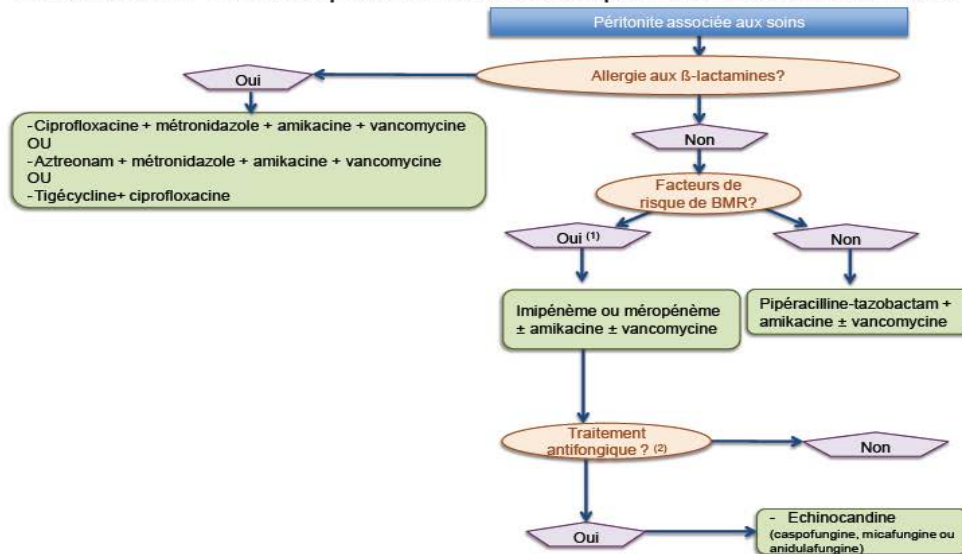 Péritonite associée aux soins
Allergie aux ß-lactamines?
Oui
-Ciprofloxacine + métronidazole + amikacine + vancomycine
OU
-Aztreonam + métronidazole + amikacine + vancomycine
OU
-Tigécycline+ ciprofloxacine
Non
Facteurs de
risque de BMR?
Oui (1)
Non
Imipénème ou méropénème
± amikacine ± vancomycine
Pipéracilline-tazobactam +
amikacine ± vancomycine
Traitement
antifongique ? (2)
Non
Oui
- Echinocandine
(caspofungine, micafungine ou
anidulafungine)